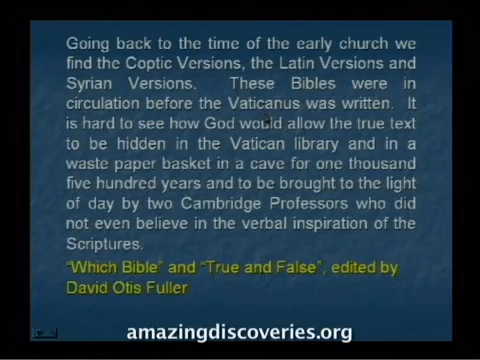 Going back to the time of the early church we
find the Coptic Versions, the Latin Versions and
Syrian Versions. These Bibles were in
circulation before the Vaticanus was written. It
is hard to see how God would allow the true text
to be hidden in the Vatican library and in a
waste paper basket in a cave for one thousand
five hundred years and to be brought to the light
of day by two Cambridge Professors who did
not even believe in the verbal inspiration of the
Scriptures.
"Which Bible" and "True and False", edited by
David Otis Fuller
amazingdiscoveries.org